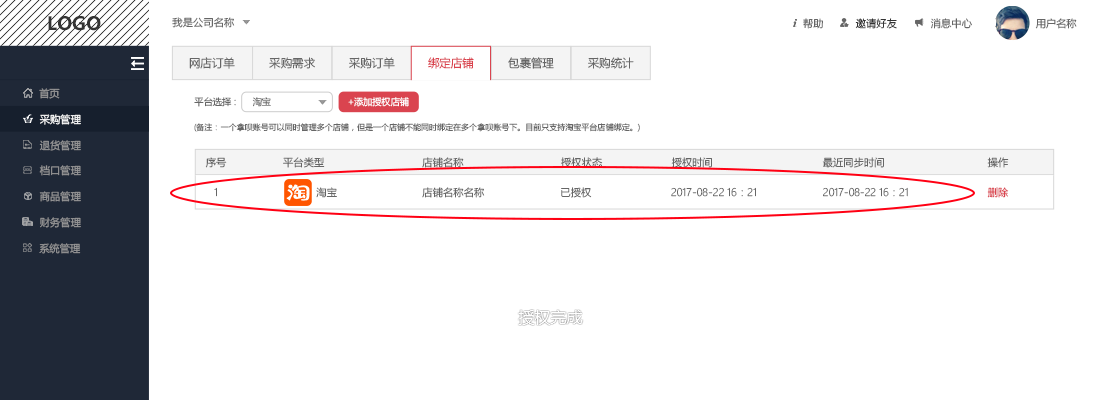 LOGO
我是公司名称
帮助
邀请好友
消息中心
用户名称
首页
采购管理
退货管理
档口管理
商品管理
财务管理
系统管理
网店订单
采购需求
采购订单
绑定店铺
包裹管理
采购统计
平台选择：
淘宝
+添加授权店铺
(备注：一个拿呗账号可以同时管理多个店铺，但是一个店铺不能同时绑定在多个拿呗账号下。目前只支持淘宝平台店铺绑定。)
序号 平台类型 店铺名称 授权状态 授权时间 最近同步时间 操作
1 淘 淘宝 店铺名称名称 已授权 2017-08-22 16：21 2017-08-22 16：21 删除
授权完成